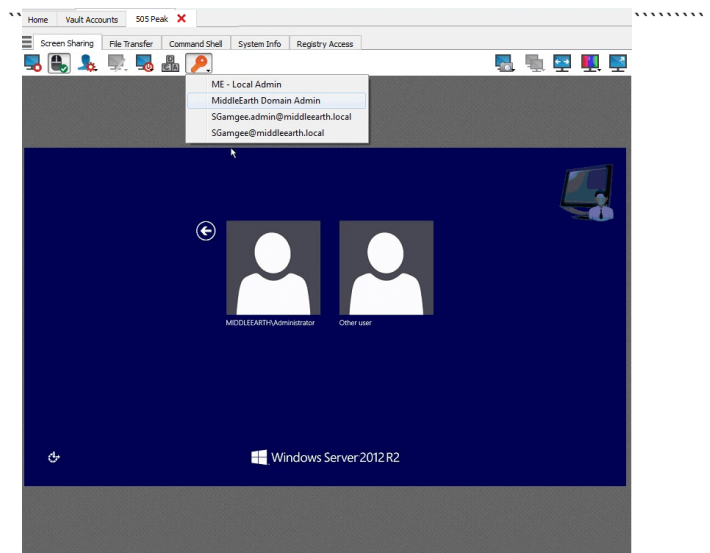 Home Vault Accounts 505 Peak
Screen Sharing File Transfer Command Shell System Info Registry Access
ME - Local Admin
MiddleEarth Domain Admin
SGamgee.admin@middleearth.local
SGamgee@middleearth.local
MIDDLEEARTH\Administrator Other user
Windows Server 2012 R2